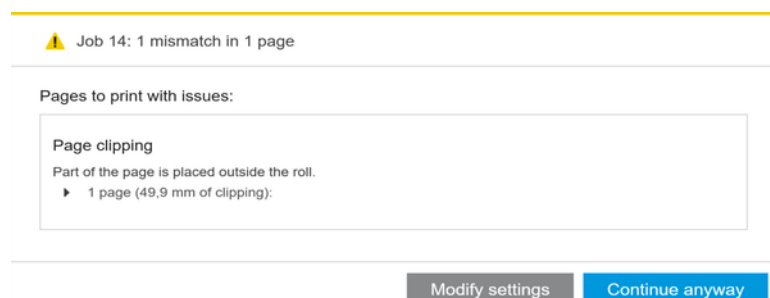 Job 14: 1 mismatch in 1 page
Pages to print with issues:
Page clipping
Part of the page is placed outside the roll.
1 page (49,9 mm of clipping):
Modify settings
Continue anyway